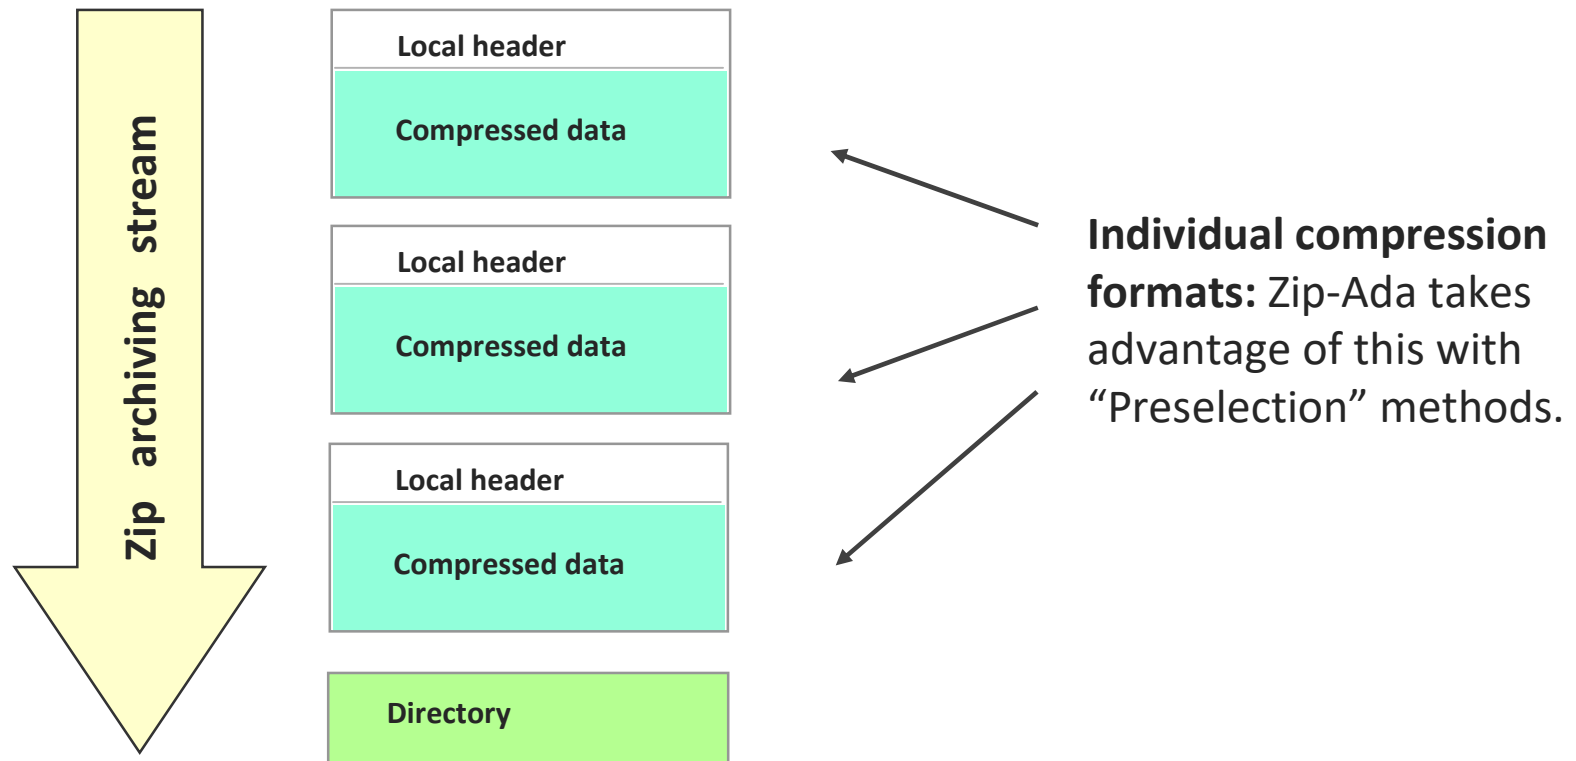 Zip archiving stream
Local header
Compressed data
Local header
Compressed data
Local header
Compressed data
Directory
Individual compression
formats: Zip-Ada takes
advantage of this with
“Preselection” methods.